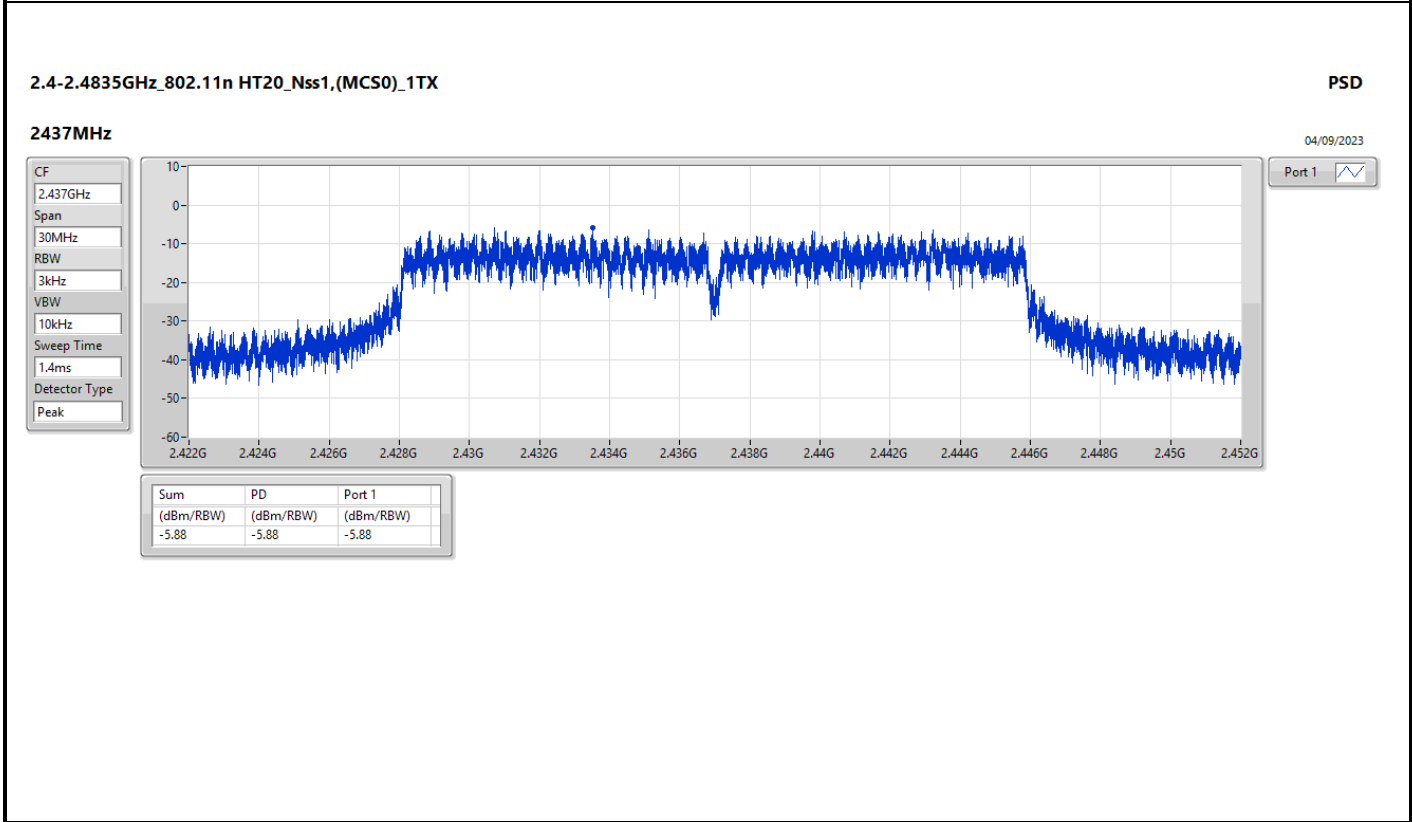 2.4-2.4835GHz_802.11n HT20_Nss1,(MCS0)_1TX
PSD
2437MHz
04/09/2023
CF
2.437GHz
Span
30MHz
RBW
3kHz
VBW
10kHz
Sweep Time
1.4ms
Detector Type
Peak
10
0
-10
-20
-30
-40
-50
-60
2.422G 2.424G 2.426G 2.428G 2.43G 2.432G 2.434G 2.436G 2.438G 2.44G 2.442G 2.444G 2.446G 2.448G 2.45G 2.452G
Port 1
Sum PD Port 1
(dBm/RBW) (dBm/RBW) (dBm/RBW)
-5.88 -5.88 -5.88